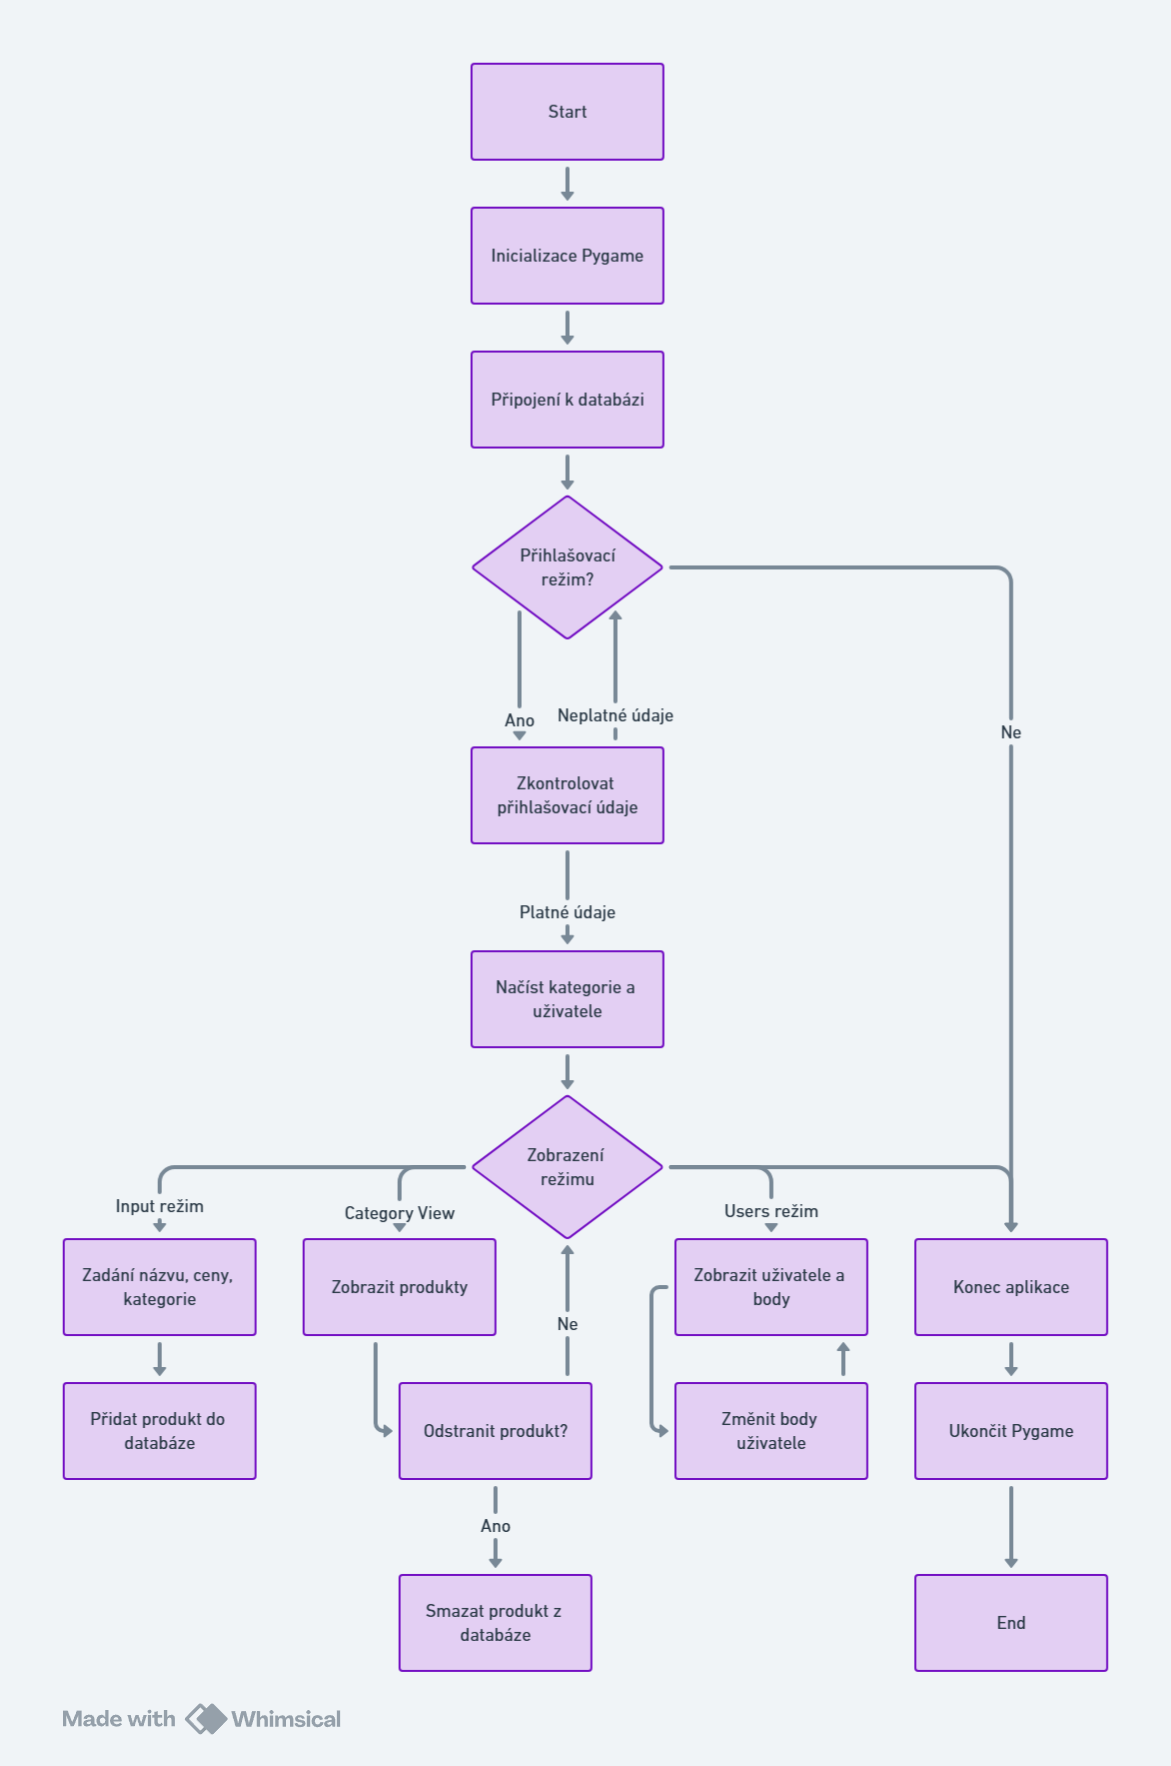 Start
Inicializace Pygame
Připojení k databázi
Přihlašovací
režim?
Ano
Neplatné údaje
Ne
Zkontrolovat
přihlašovací údaje
Platné údaje
Načíst kategorie a
uživatele
Zobrazení
režimu
Input režim
Category View
Users režim
Zadání názvu, ceny,
kategorie
Zobrazit produkty
Zobrazit uživatele a
body
Konec aplikace
Ne
Přidat produkt do
databáze
Odstranit produkt?
Změnit body
uživatele
Ukončit Pygame
Ano
Smazat produkt z
databáze
End
Made with Whimsical